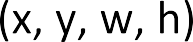 (x, y, w, h)